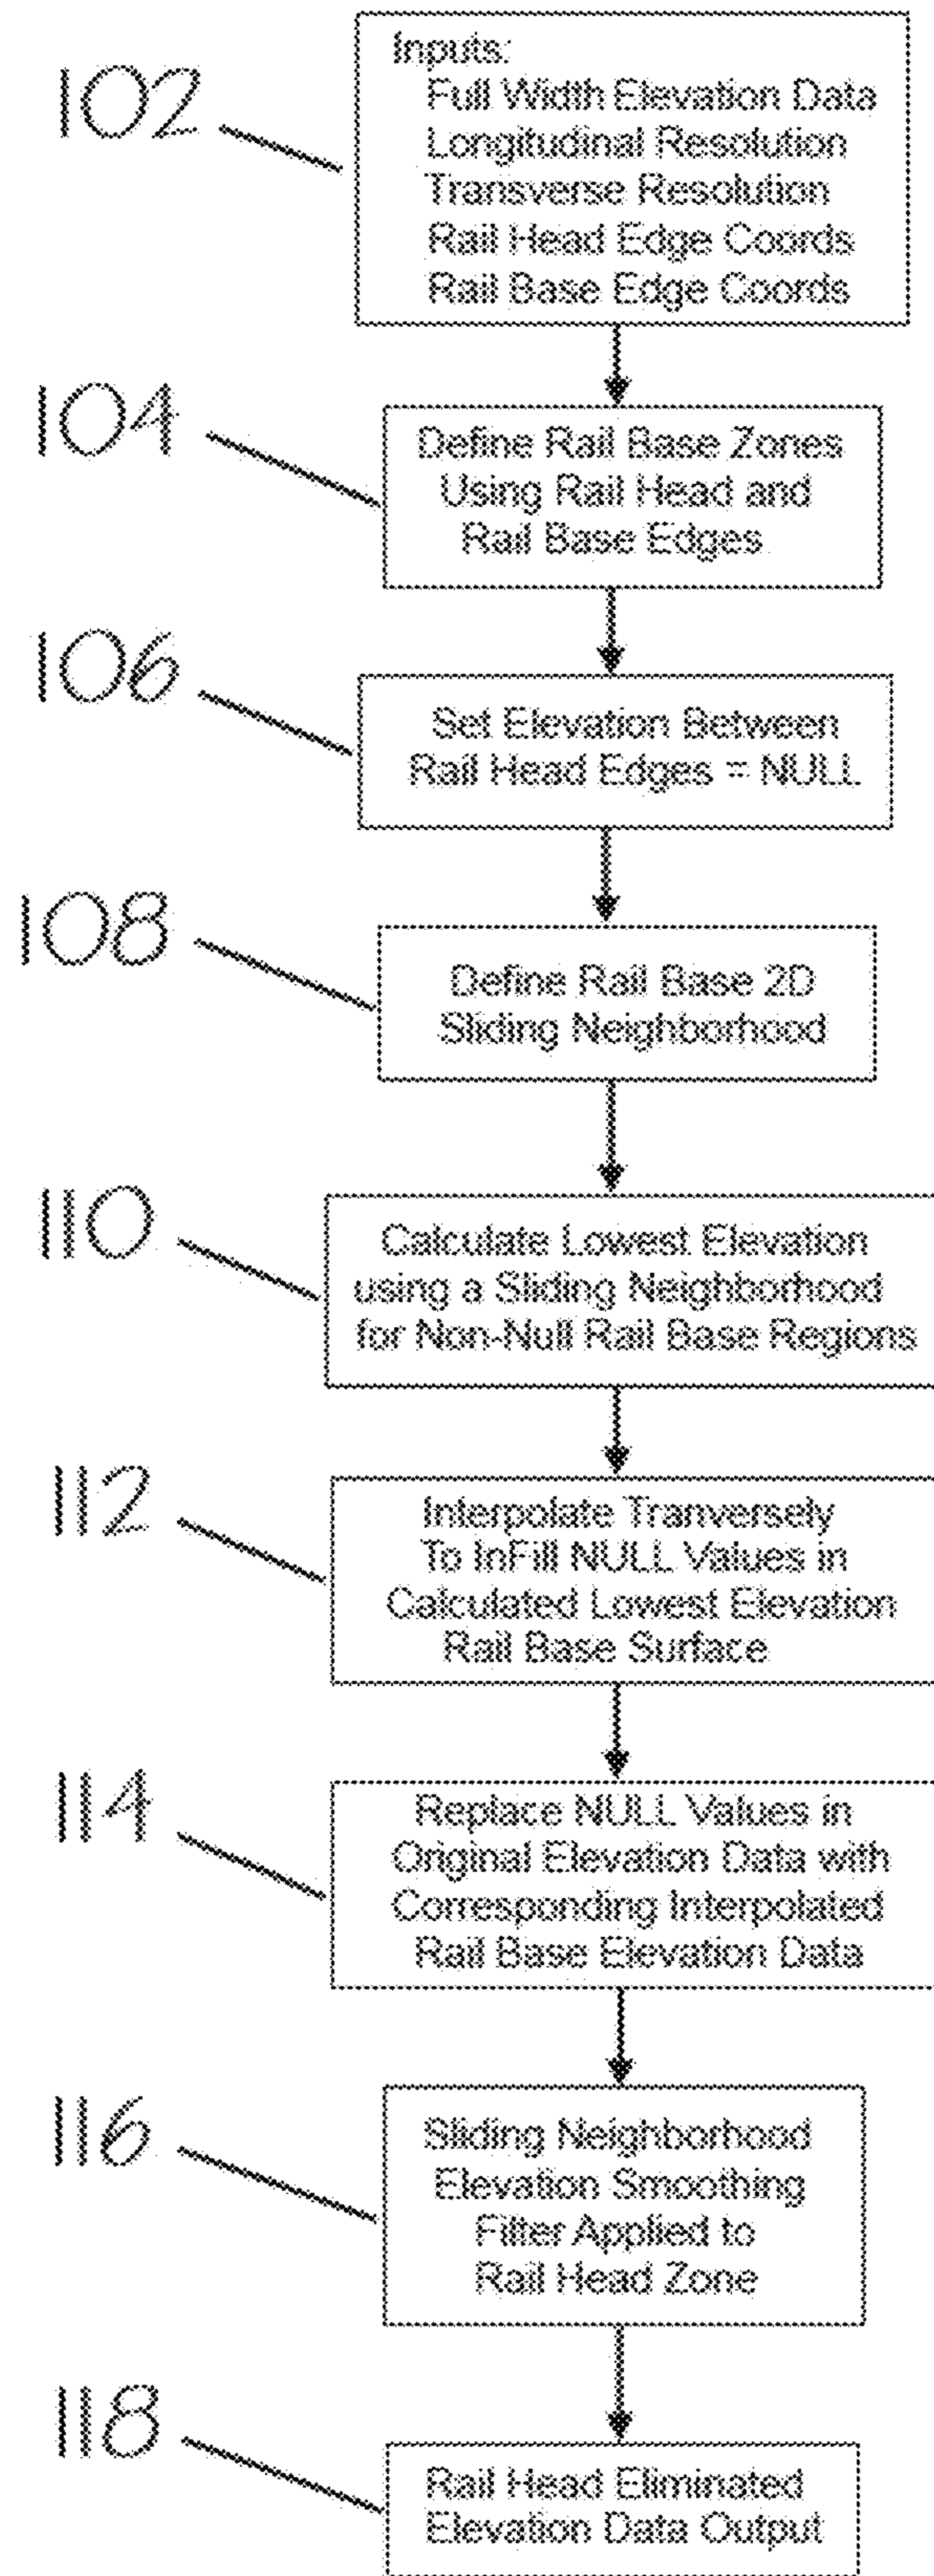 102
Inputs:
Full Width Elevation Data
Longitudinal Resolution
Transverse Resolution
Rail Head Edge Coords
Rail Base Edge Coords
104
Define Rail Base Zones
Using Rail Head and
Rail Base Edges
106
Set Elevation Between
Rail Head Edges = NULL
108
Define Rail Base 2D
Sliding Neighborhood
110
Calculate Lowest Elevation
using a Sliding Neighborhood
for Non-Null Rail Base Regions
112
Interpolate Tranversely
To InFill NULL Values in
Calculated Lowest Elevation
Rail Base Surface
114
Replace NULL Values in
Original Elevation Data with
Corresponding Interpolated
Rail Base Elevation Data
116
Sliding Neighborhood
Elevation Smoothing
Filter Applied to
Rail Head Zone
118
Rail Head Eliminated
Elevation Data Output